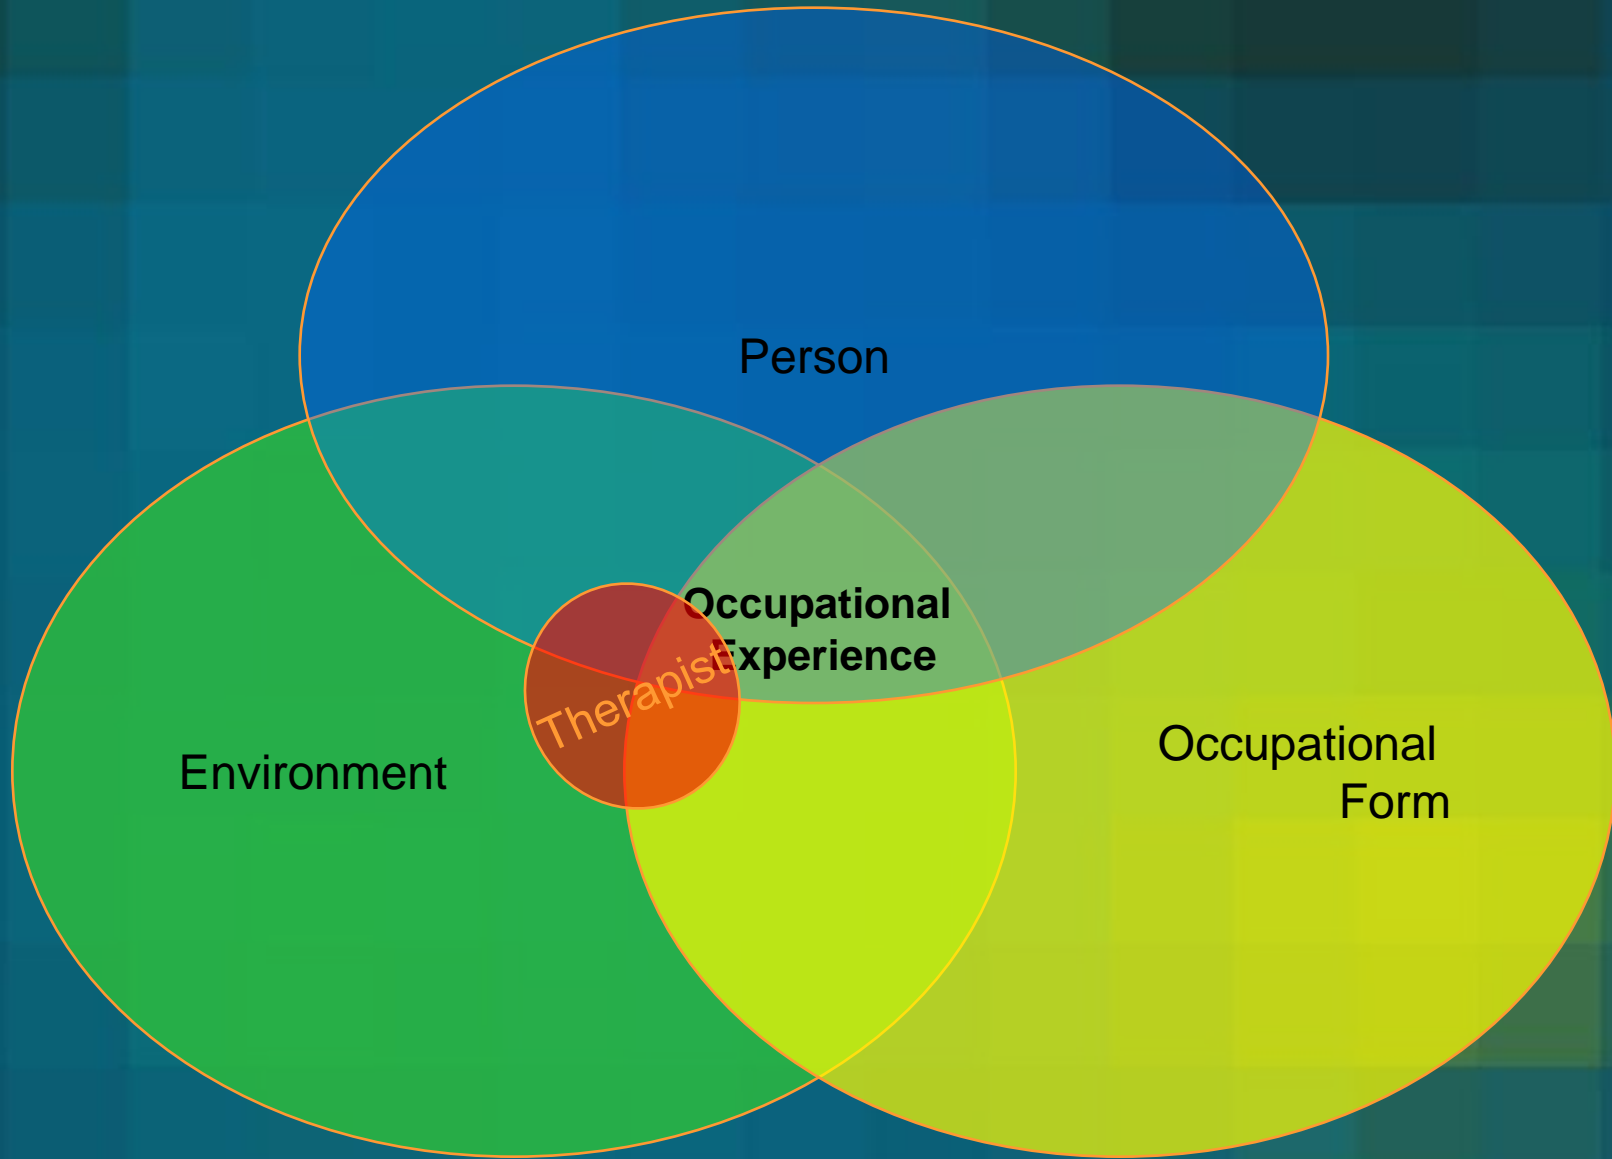 Person
Occupational
Experience
Therapist
Environment
Occupational
Form